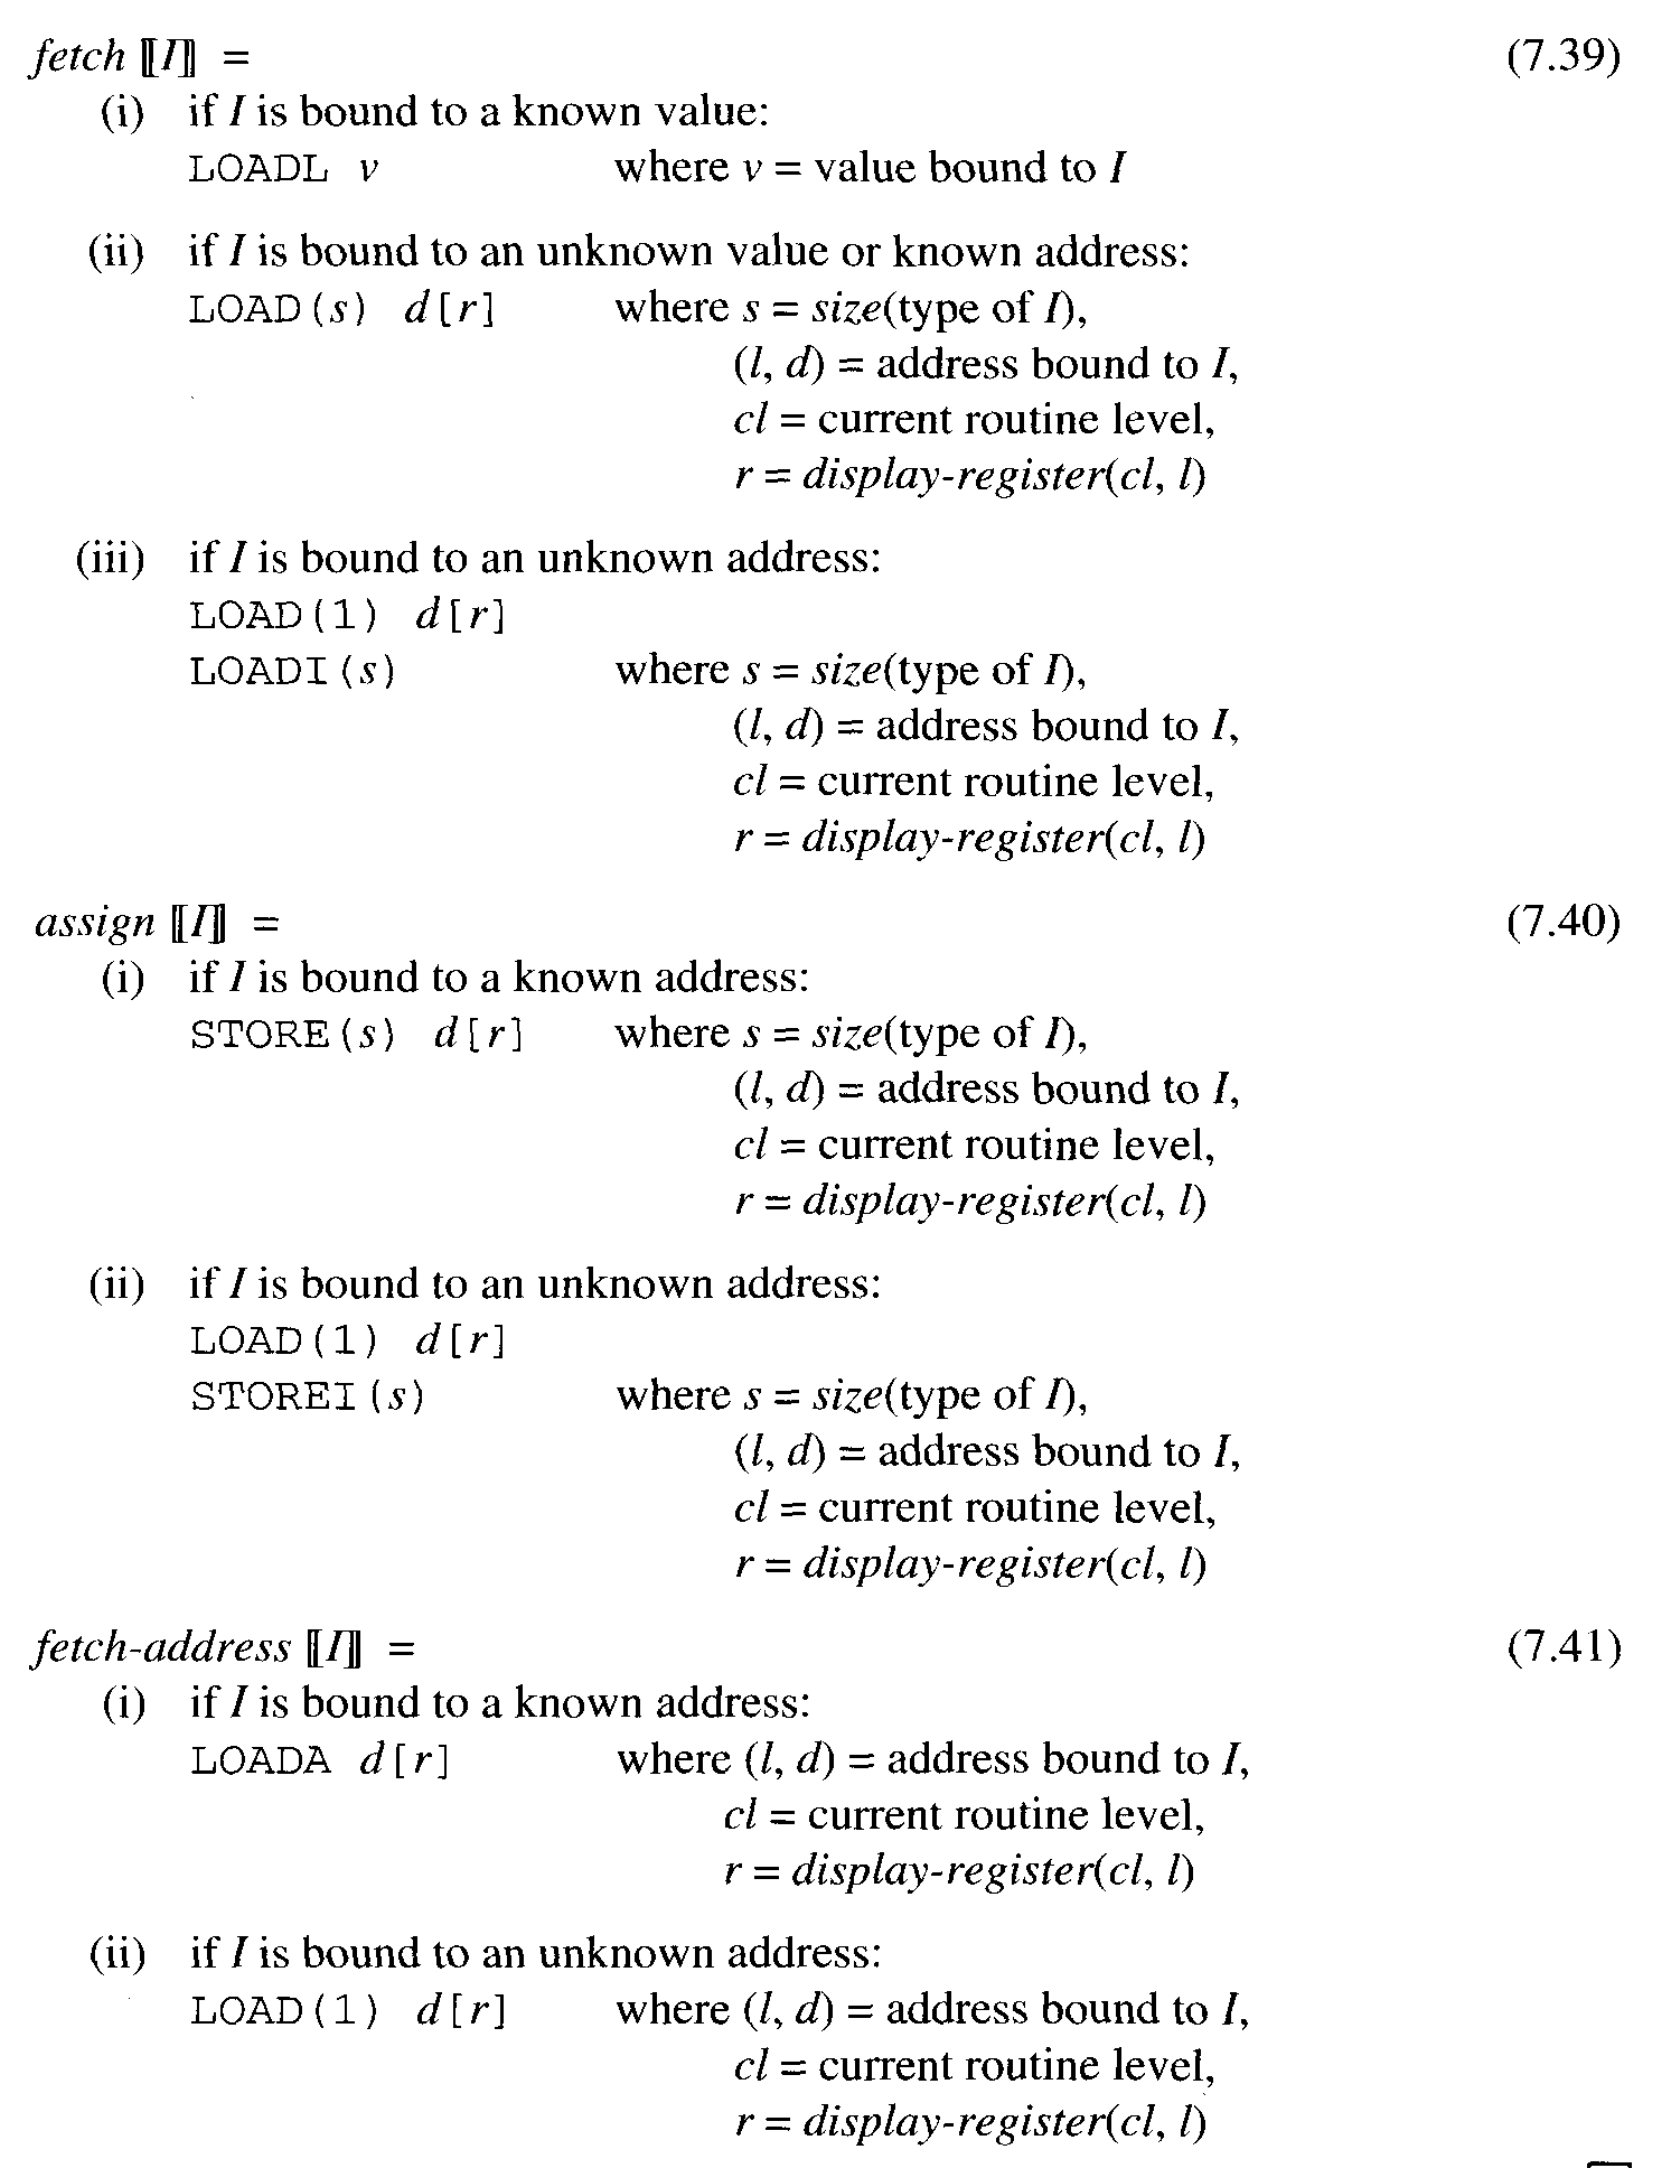 fetch ⟦I⟧ = (7.39)
(i) if I is bound to a known value:
LOADL v where v = value bound to I
(ii) if I is bound to an unknown value or known address:
LOAD(s) d[r] where s = size(type of I),
(l, d) = address bound to I,
cl = current routine level,
r = display-register(cl, l)
(iii) if I is bound to an unknown address:
LOAD(1) d[r]
LOADI(s) where s = size(type of I),
(l, d) = address bound to I,
cl = current routine level,
r = display-register(cl, l)
assign ⟦I⟧ = (7.40)
(i) if I is bound to a known address:
STORE(s) d[r] where s = size(type of I),
(l, d) = address bound to I,
cl = current routine level,
r = display-register(cl, l)
(ii) if I is bound to an unknown address:
LOAD(1) d[r]
STOREI(s) where s = size(type of I),
(l, d) = address bound to I,
cl = current routine level,
r = display-register(cl, l)
fetch-address ⟦I⟧ = (7.41)
(i) if I is bound to a known address:
LOADA d[r] where (l, d) = address bound to I,
cl = current routine level,
r = display-register(cl, l)
(ii) if I is bound to an unknown address:
LOAD(1) d[r] where (l, d) = address bound to I,
cl = current routine level,
r = display-register(cl, l)